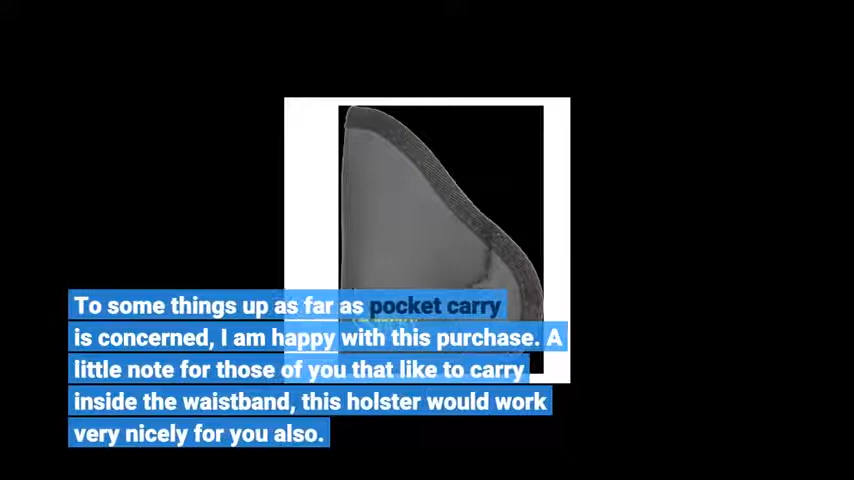 To some things up as far as pocket carry
is concerned, I am happy with this purchase. A
little note for those of you that like to carry
inside the waistband, this holster would work
very nicely for you also.